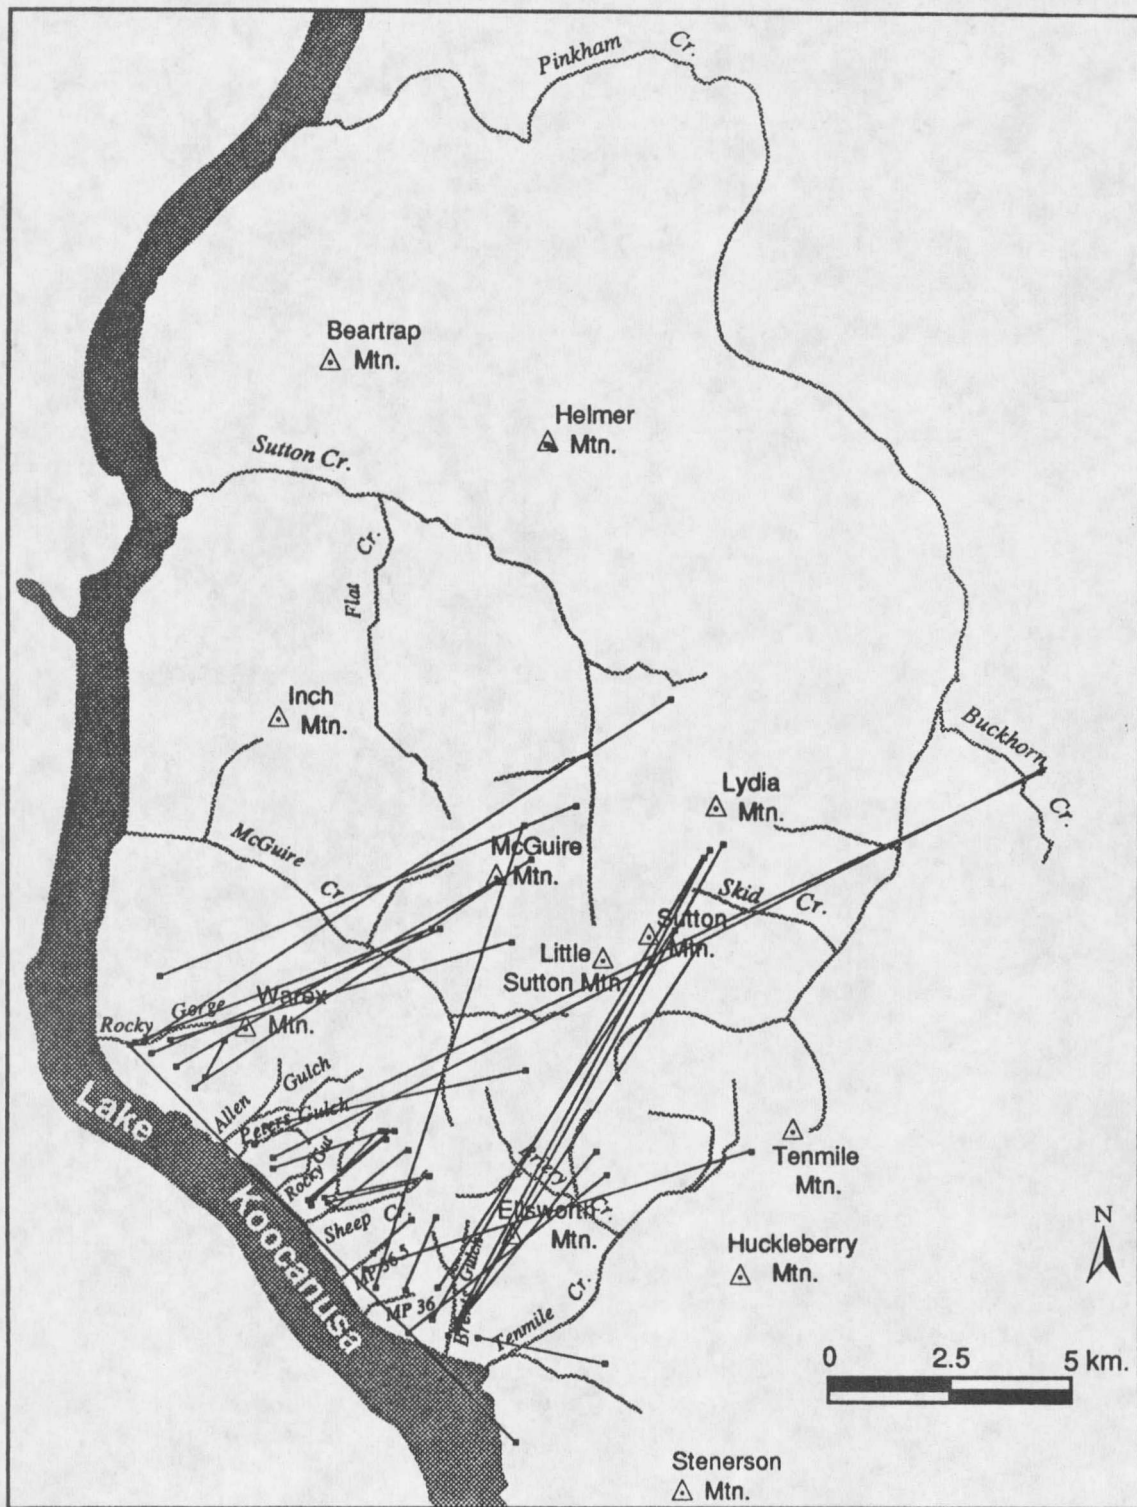 Pinkham Cr.
Beartrap
Mtn.
Helmer
Mtn.
Sutton Cr.
Flat Cr.
Inch
Mtn.
Buckhorn Cr.
Lydia
Mtn.
McGuire Cr.
McGuire
Mtn.
Skid Cr.
Sutton
Mtn.
Little
Sutton Mtn.
Rocky Gorge
Warex
Mtn.
Allen Gulch
Peters Gulch
Rocky Gul
Sheep Cr.
MP 36.5
MP 36
Gulch
Cr.
Ellsworth
Mtn.
Tenmile Cr.
Tenmile
Mtn.
Huckleberry
Mtn.
N
Lake Koocanusa
0 2.5 5 km.
Stenerson
Mtn.